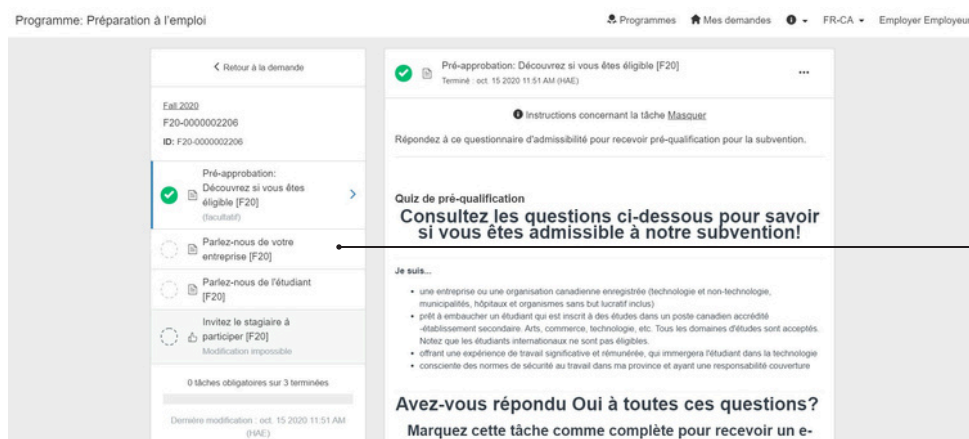 Programme: Préparation à l'emploi
Programmes Mes demandes FR-CA Employer Employeur
Retour à la demande
Fall 2020
F20-0000002206
ID: F20-0000002206
Pré-approbation:
Découvrez si vous êtes
éligible [F20]
(facultatif)
Parlez-nous de votre
entreprise [F20]
Parlez-nous de l'étudiant
[F20]
Invitez le stagiaire à
participer [F20]
Modification impossible
0 tâches obligatoires sur 3 terminées
Dernière modification : oct. 15 2020 11:51 AM
(HAE)
Pré-approbation: Découvrez si vous êtes éligible [F20]
Terminé : oct. 15 2020 11:51 AM (HAE)
Instructions concernant la tâche Masquer
Répondez à ce questionnaire d'admissibilité pour recevoir pré-qualification pour la subvention.
Quiz de pré-qualification
Consultez les questions ci-dessous pour savoir
si vous êtes admissible à notre subvention!
Je suis...
• une entreprise ou une organisation canadienne enregistrée (technologie et non-technologie,
municipalités, hôpitaux et organismes sans but lucratif inclus)
• prêt à embaucher un étudiant qui est inscrit à des études dans un poste canadien accrédité
-établissement secondaire. Arts, commerce, technologie, etc. Tous les domaines d'études sont acceptés.
Notez que les étudiants internationaux ne sont pas éligibles.
• offrant une expérience de travail significative et rémunérée, qui immergera l'étudiant dans la technologie
• consciente des normes de sécurité au travail dans ma province et ayant une responsabilité couverture
Avez-vous répondu Oui à toutes ces questions?
Marquez cette tâche comme complète pour recevoir un e-